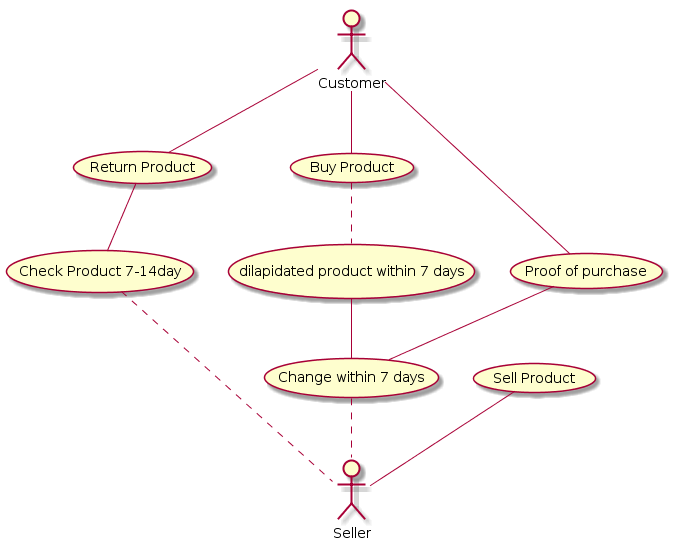 Customer
Return Product
Buy Product
Check Product 7-14day
dilapidated product within 7 days
Proof of purchase
Change within 7 days
Sell Product
Seller